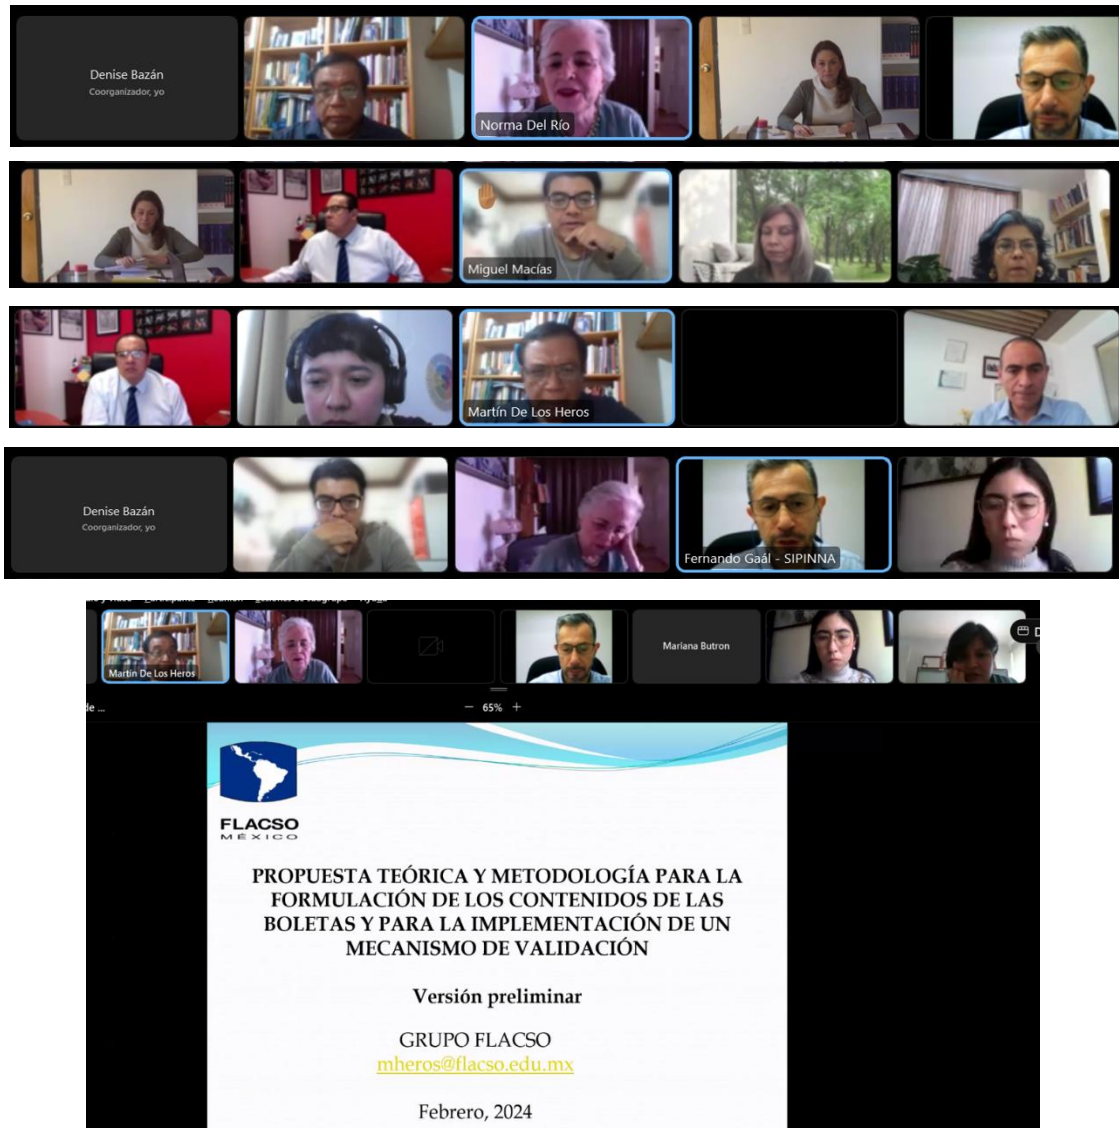 Denise Bazán
Coorganizador, yo
Norma Del Río
Miguel Macías
Martín De Los Heros
Denise Bazán
Coorganizador, yo
Fernando Gaál - SIPINNA
Martín De Los Heros
Mariana Butron
de ...
65%
FLACSO
MÉXICO
PROPUESTA TEÓRICA Y METODOLOGÍA PARA LA
FORMULACIÓN DE LOS CONTENIDOS DE LAS
BOLETAS Y PARA LA IMPLEMENTACIÓN DE UN
MECANISMO DE VALIDACIÓN
Versión preliminar
GRUPO FLACSO
mheros@flacso.edu.mx
Febrero, 2024